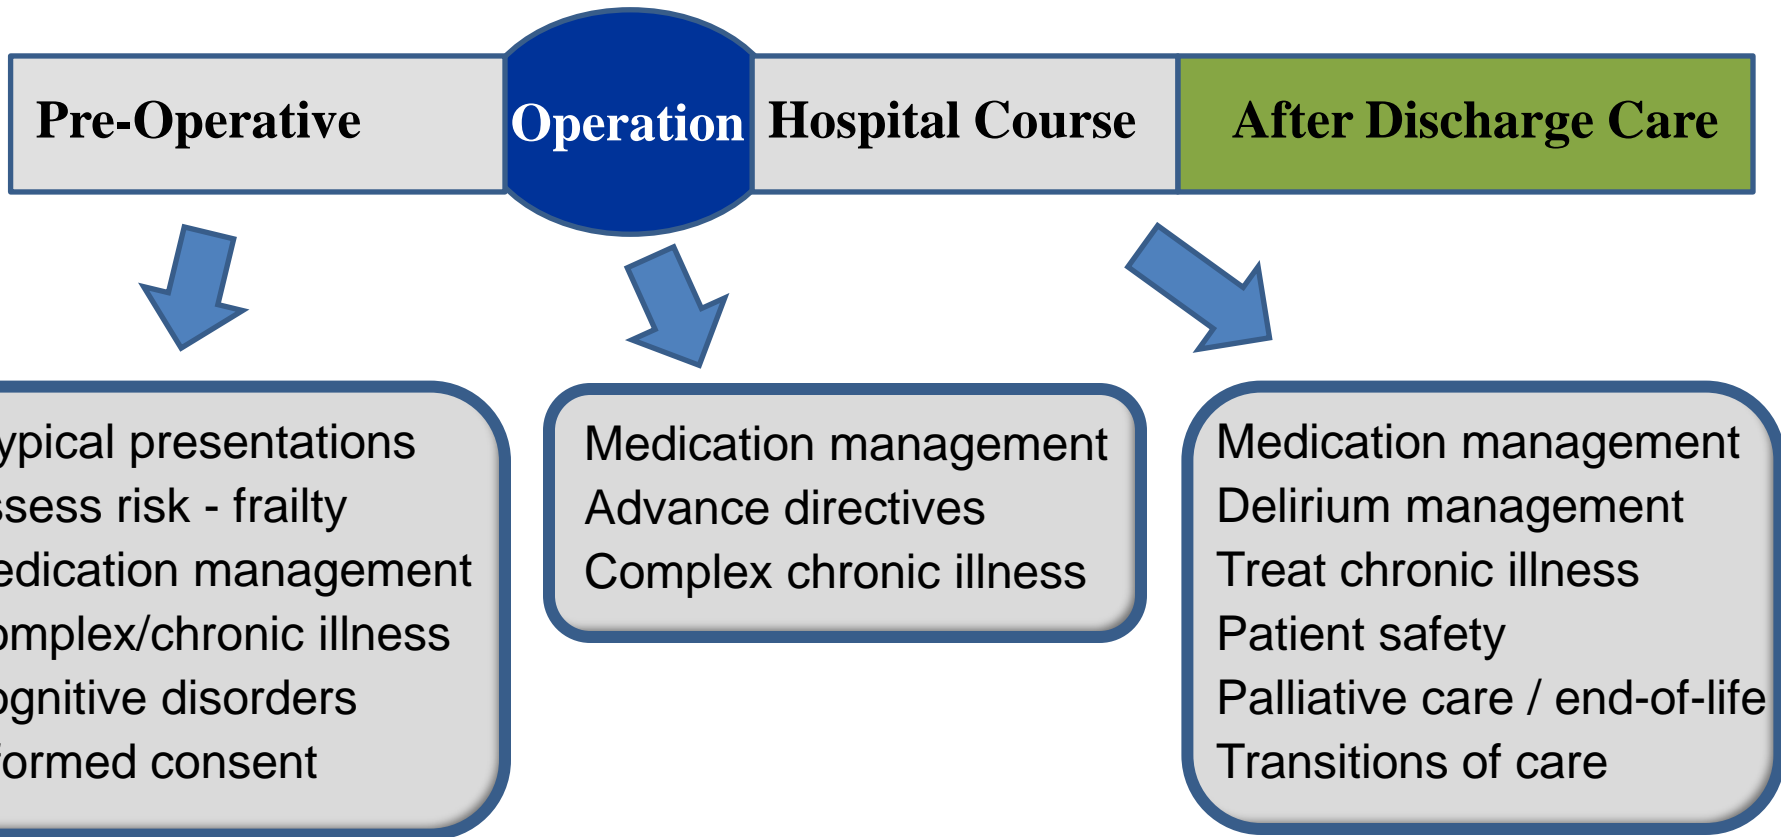 Pre-Operative
Operation
Hospital Course
After Discharge Care
ypical presentations
ssess risk - frailty
edication management
omplex/chronic illness
ognitive disorders
formed consent
Medication management
Advance directives
Complex chronic illness
Medication management
Delirium management
Treat chronic illness
Patient safety
Palliative care / end-of-life
Transitions of care